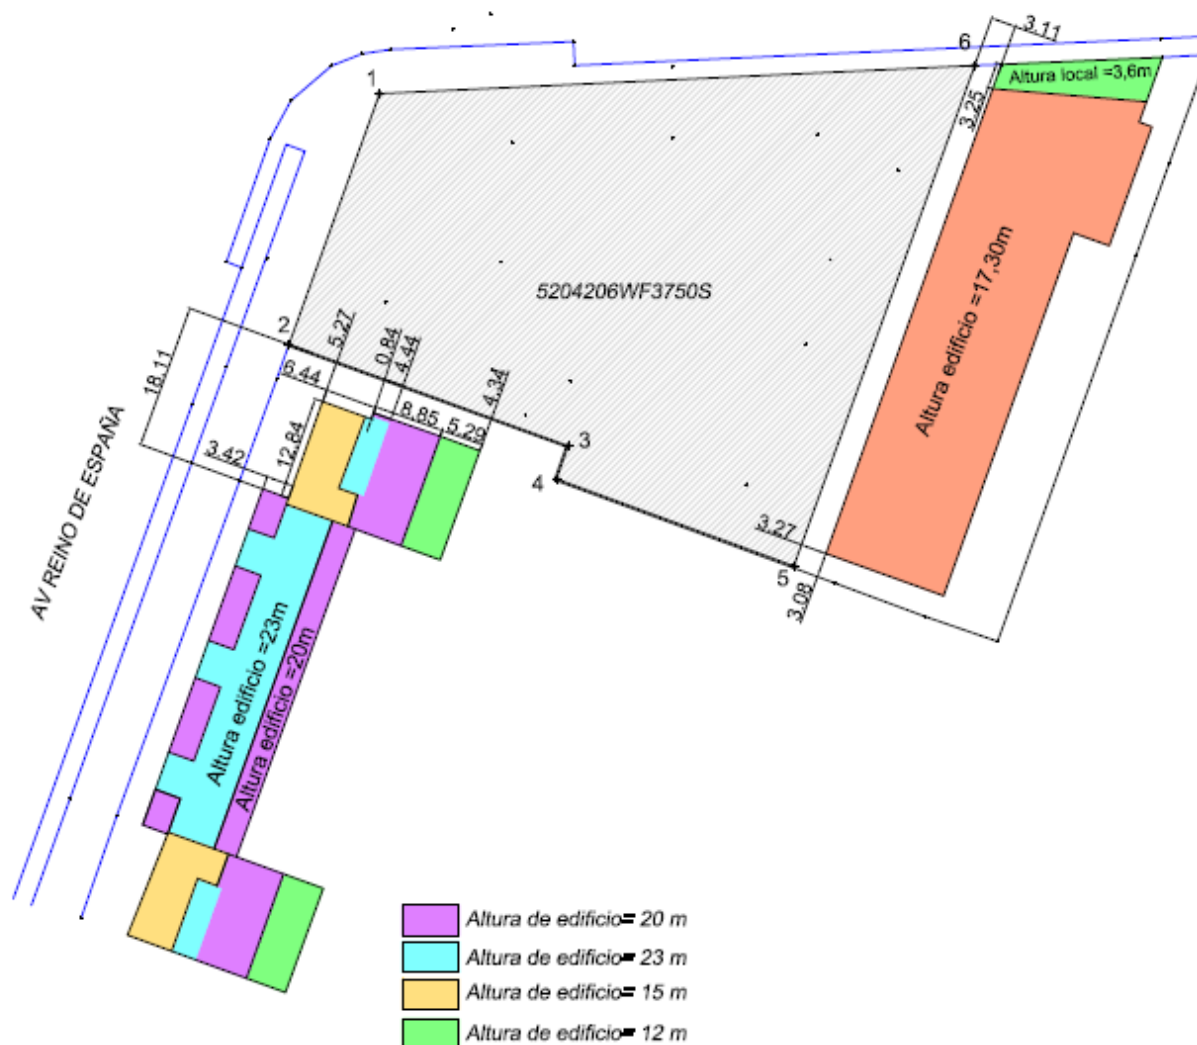 6
3.11
Altura local =3,6m
1
3.25
5204206WF3750S
Altura edificio =17,30m
2
5.27
0.84
4.44
4.34
18.11
6.44
8.85
5.29
3
12.84
3.42
4
3.27
5
3.08
AV REINO DE ESPAÑA
Altura edificio =23m
Altura edificio =20m
Altura de edificio= 20 m
Altura de edificio= 23 m
Altura de edificio= 15 m
Altura de edificio= 12 m